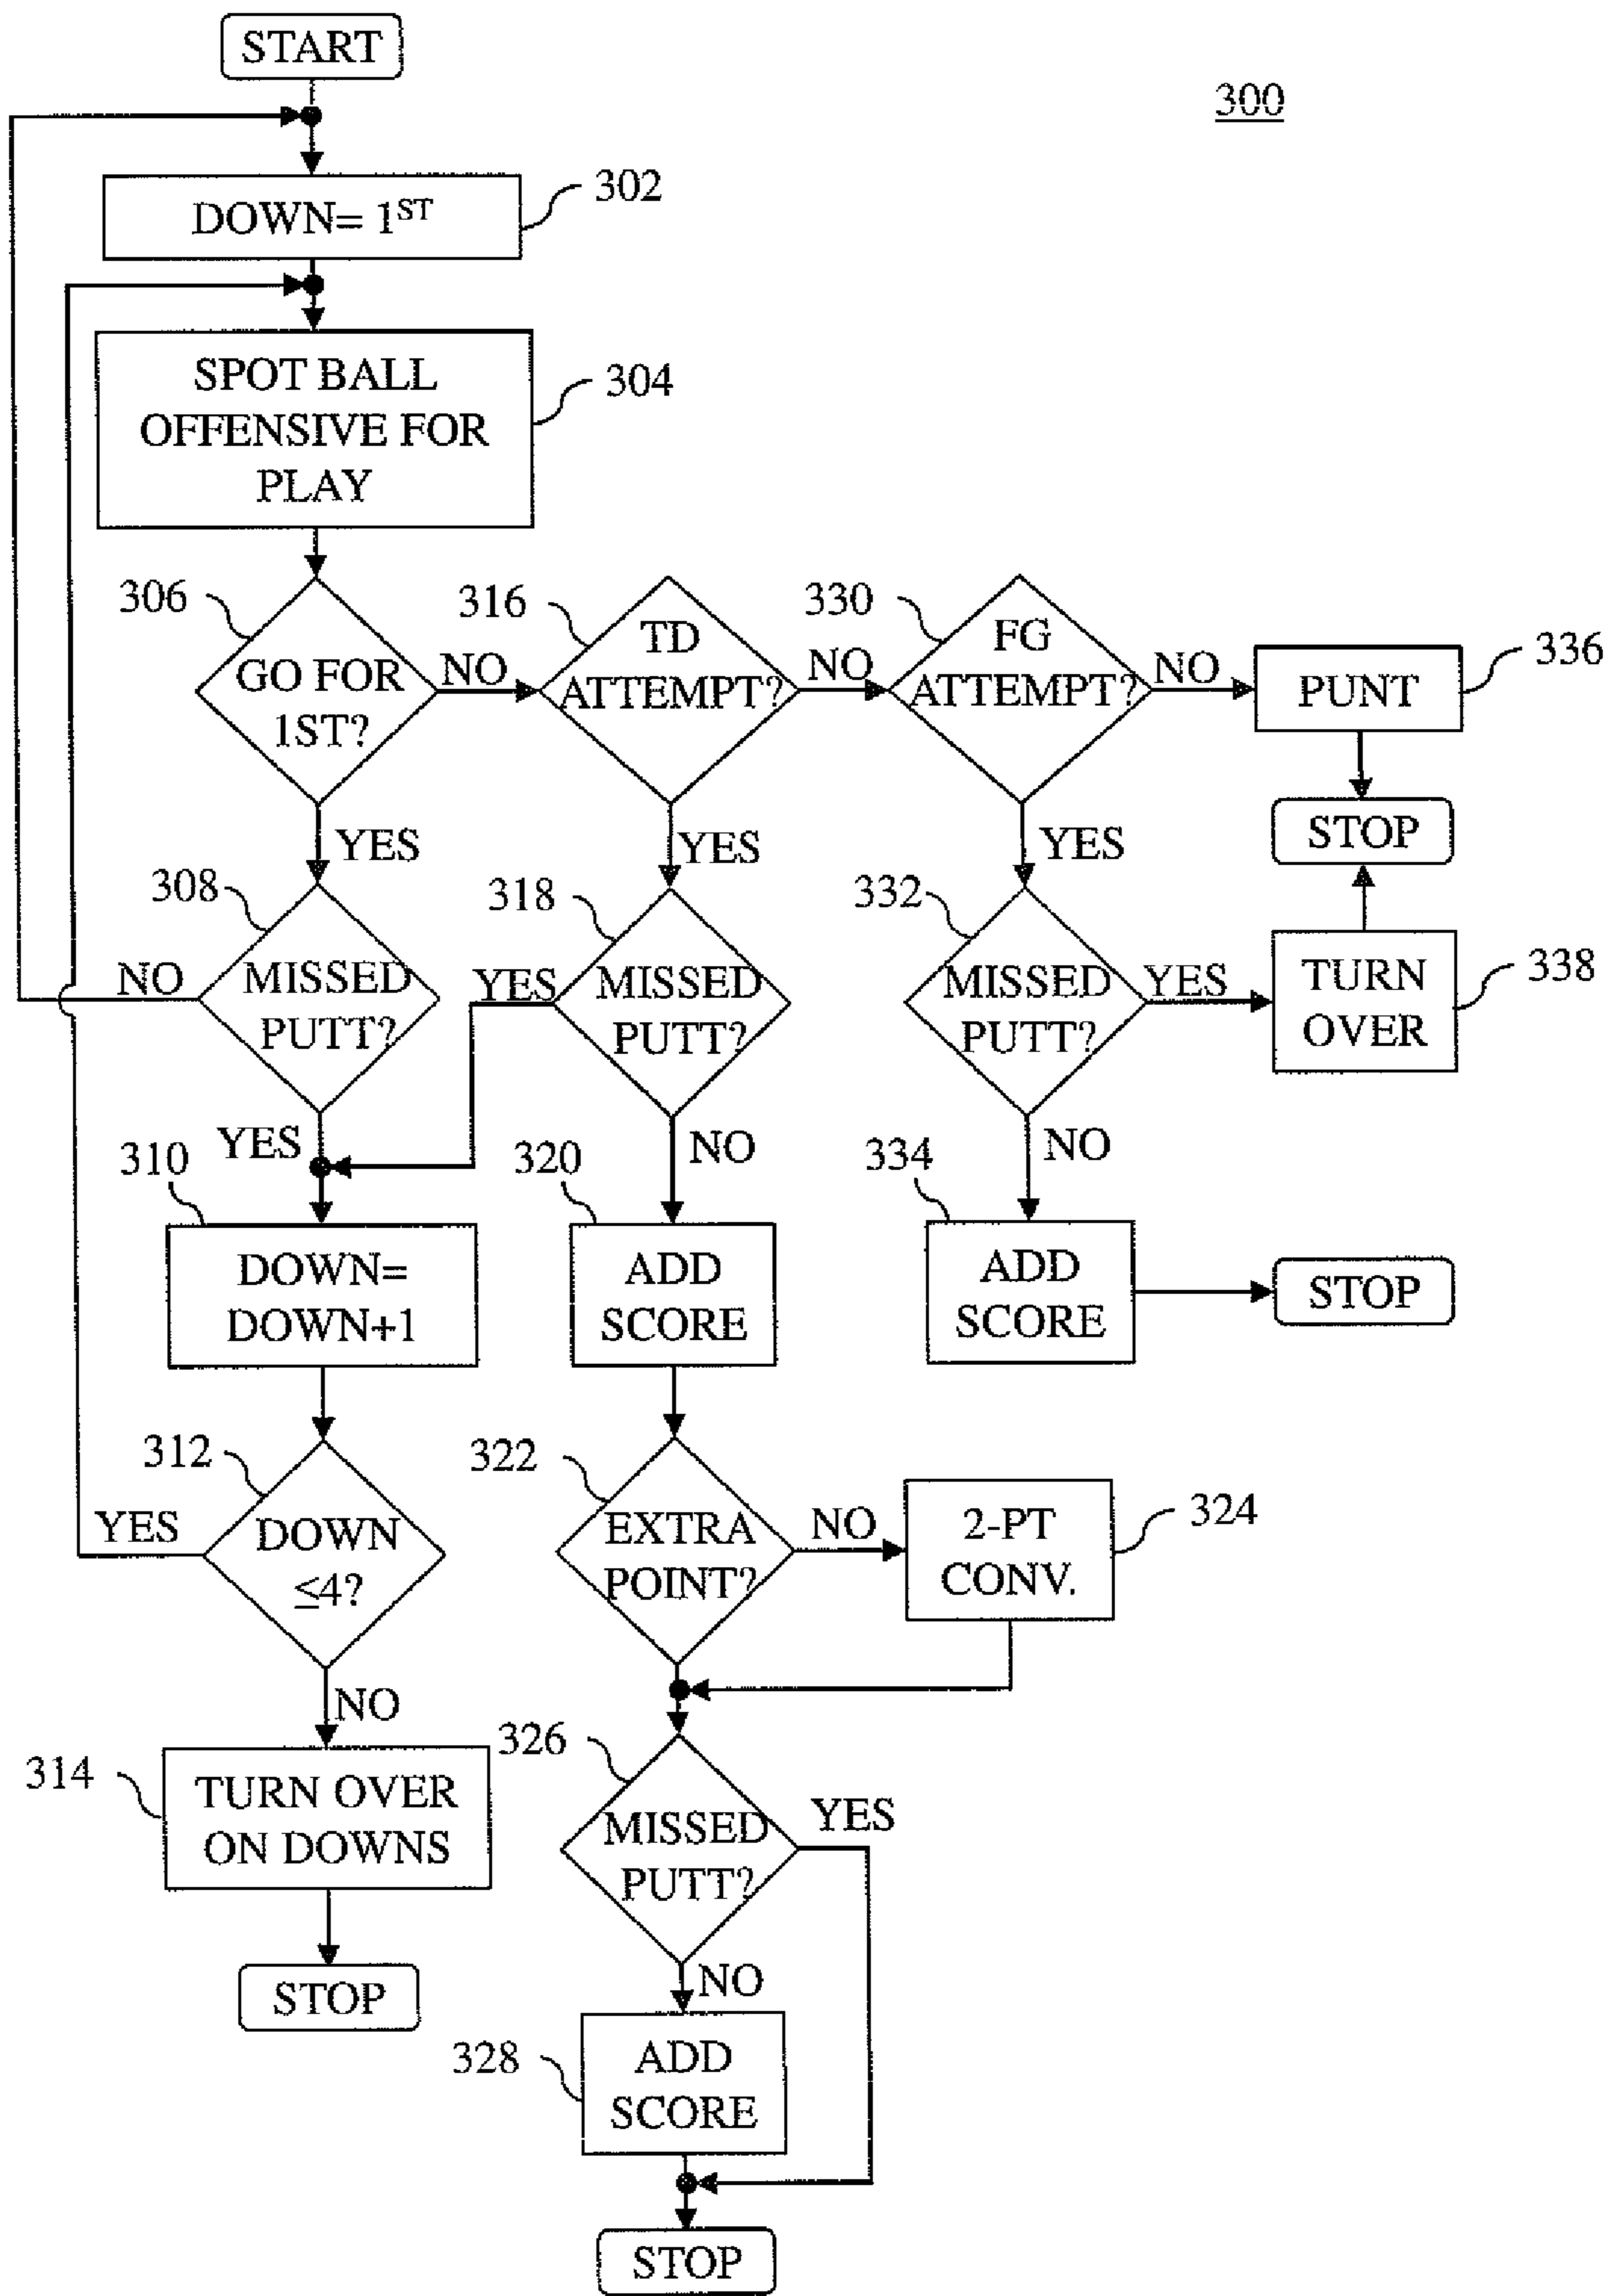 START
300
DOWN= 1ST
302
SPOT BALL
OFFENSIVE FOR
PLAY
304
306
GO FOR
1ST?
NO
316
TD
ATTEMPT?
NO
330
FG
ATTEMPT?
NO
PUNT
336
YES
YES
YES
STOP
308
MISSED
PUTT?
NO
318
MISSED
PUTT?
YES
332
MISSED
PUTT?
YES
TURN
OVER
338
YES
NO
NO
310
DOWN=
DOWN+1
320
ADD
SCORE
334
ADD
SCORE
STOP
312
DOWN
≤4?
YES
322
EXTRA
POINT?
NO
2-PT
CONV.
324
NO
314
TURN OVER
ON DOWNS
326
MISSED
PUTT?
YES
STOP
NO
328
ADD
SCORE
STOP